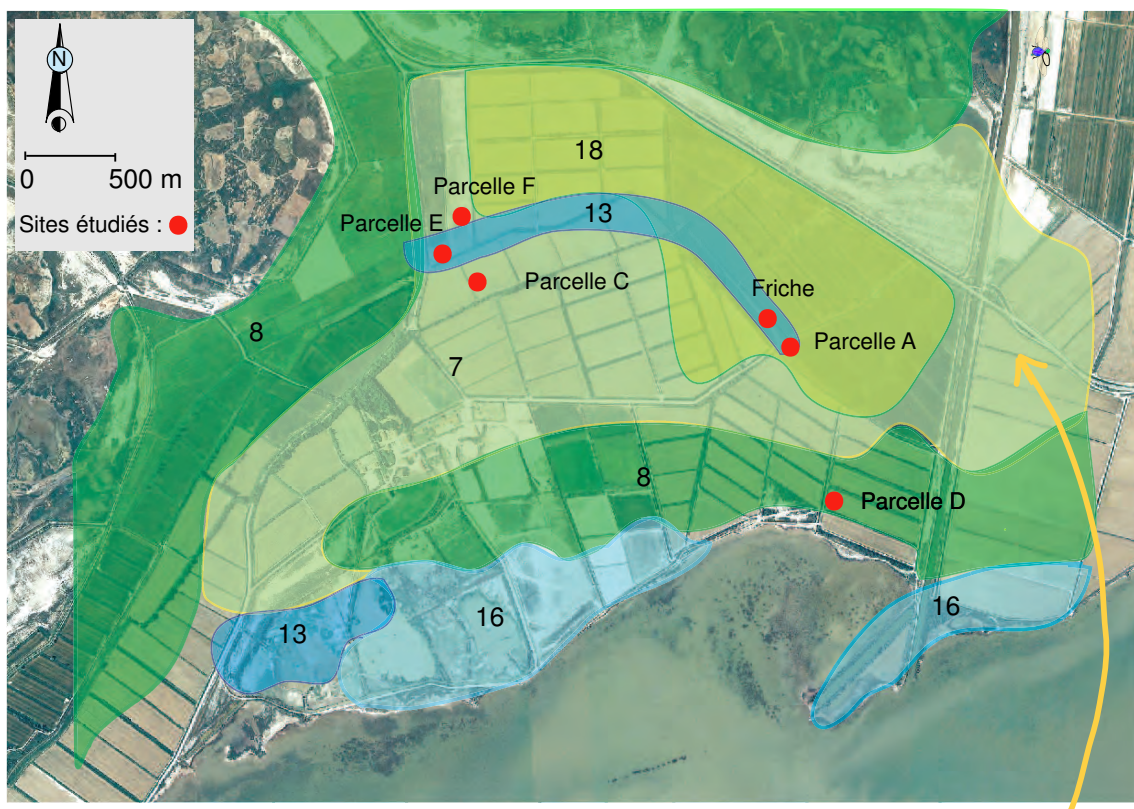 N
0 500 m
Sites étudiés :
18
Parcelle F
13
Parcelle E
Parcelle C
Friche
8
Parcelle A
7
8
Parcelle D
16
16
13